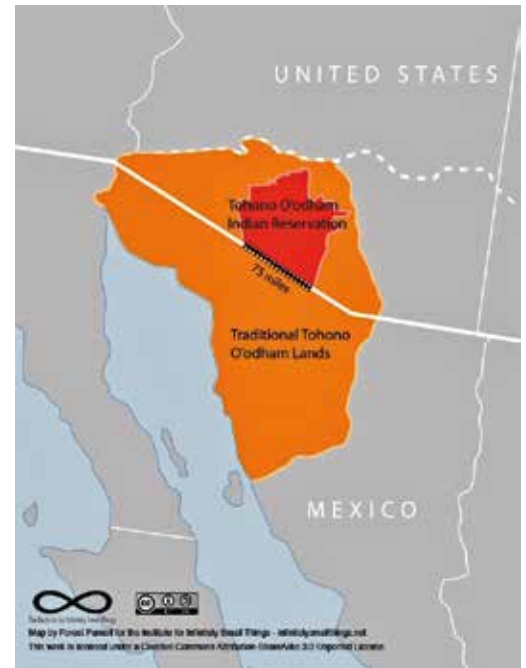 UNITED STATES
Tohono O'odham
Indian Reservation
75 miles
Traditional Tohono
O'odham Lands
MEXICO
Map by Forest Purnell for the Institute for Infinitely Small Things - infinitelysmallthings.net
This work is licensed under a Creative Commons Attribution-ShareAlike 3.0 Unported License